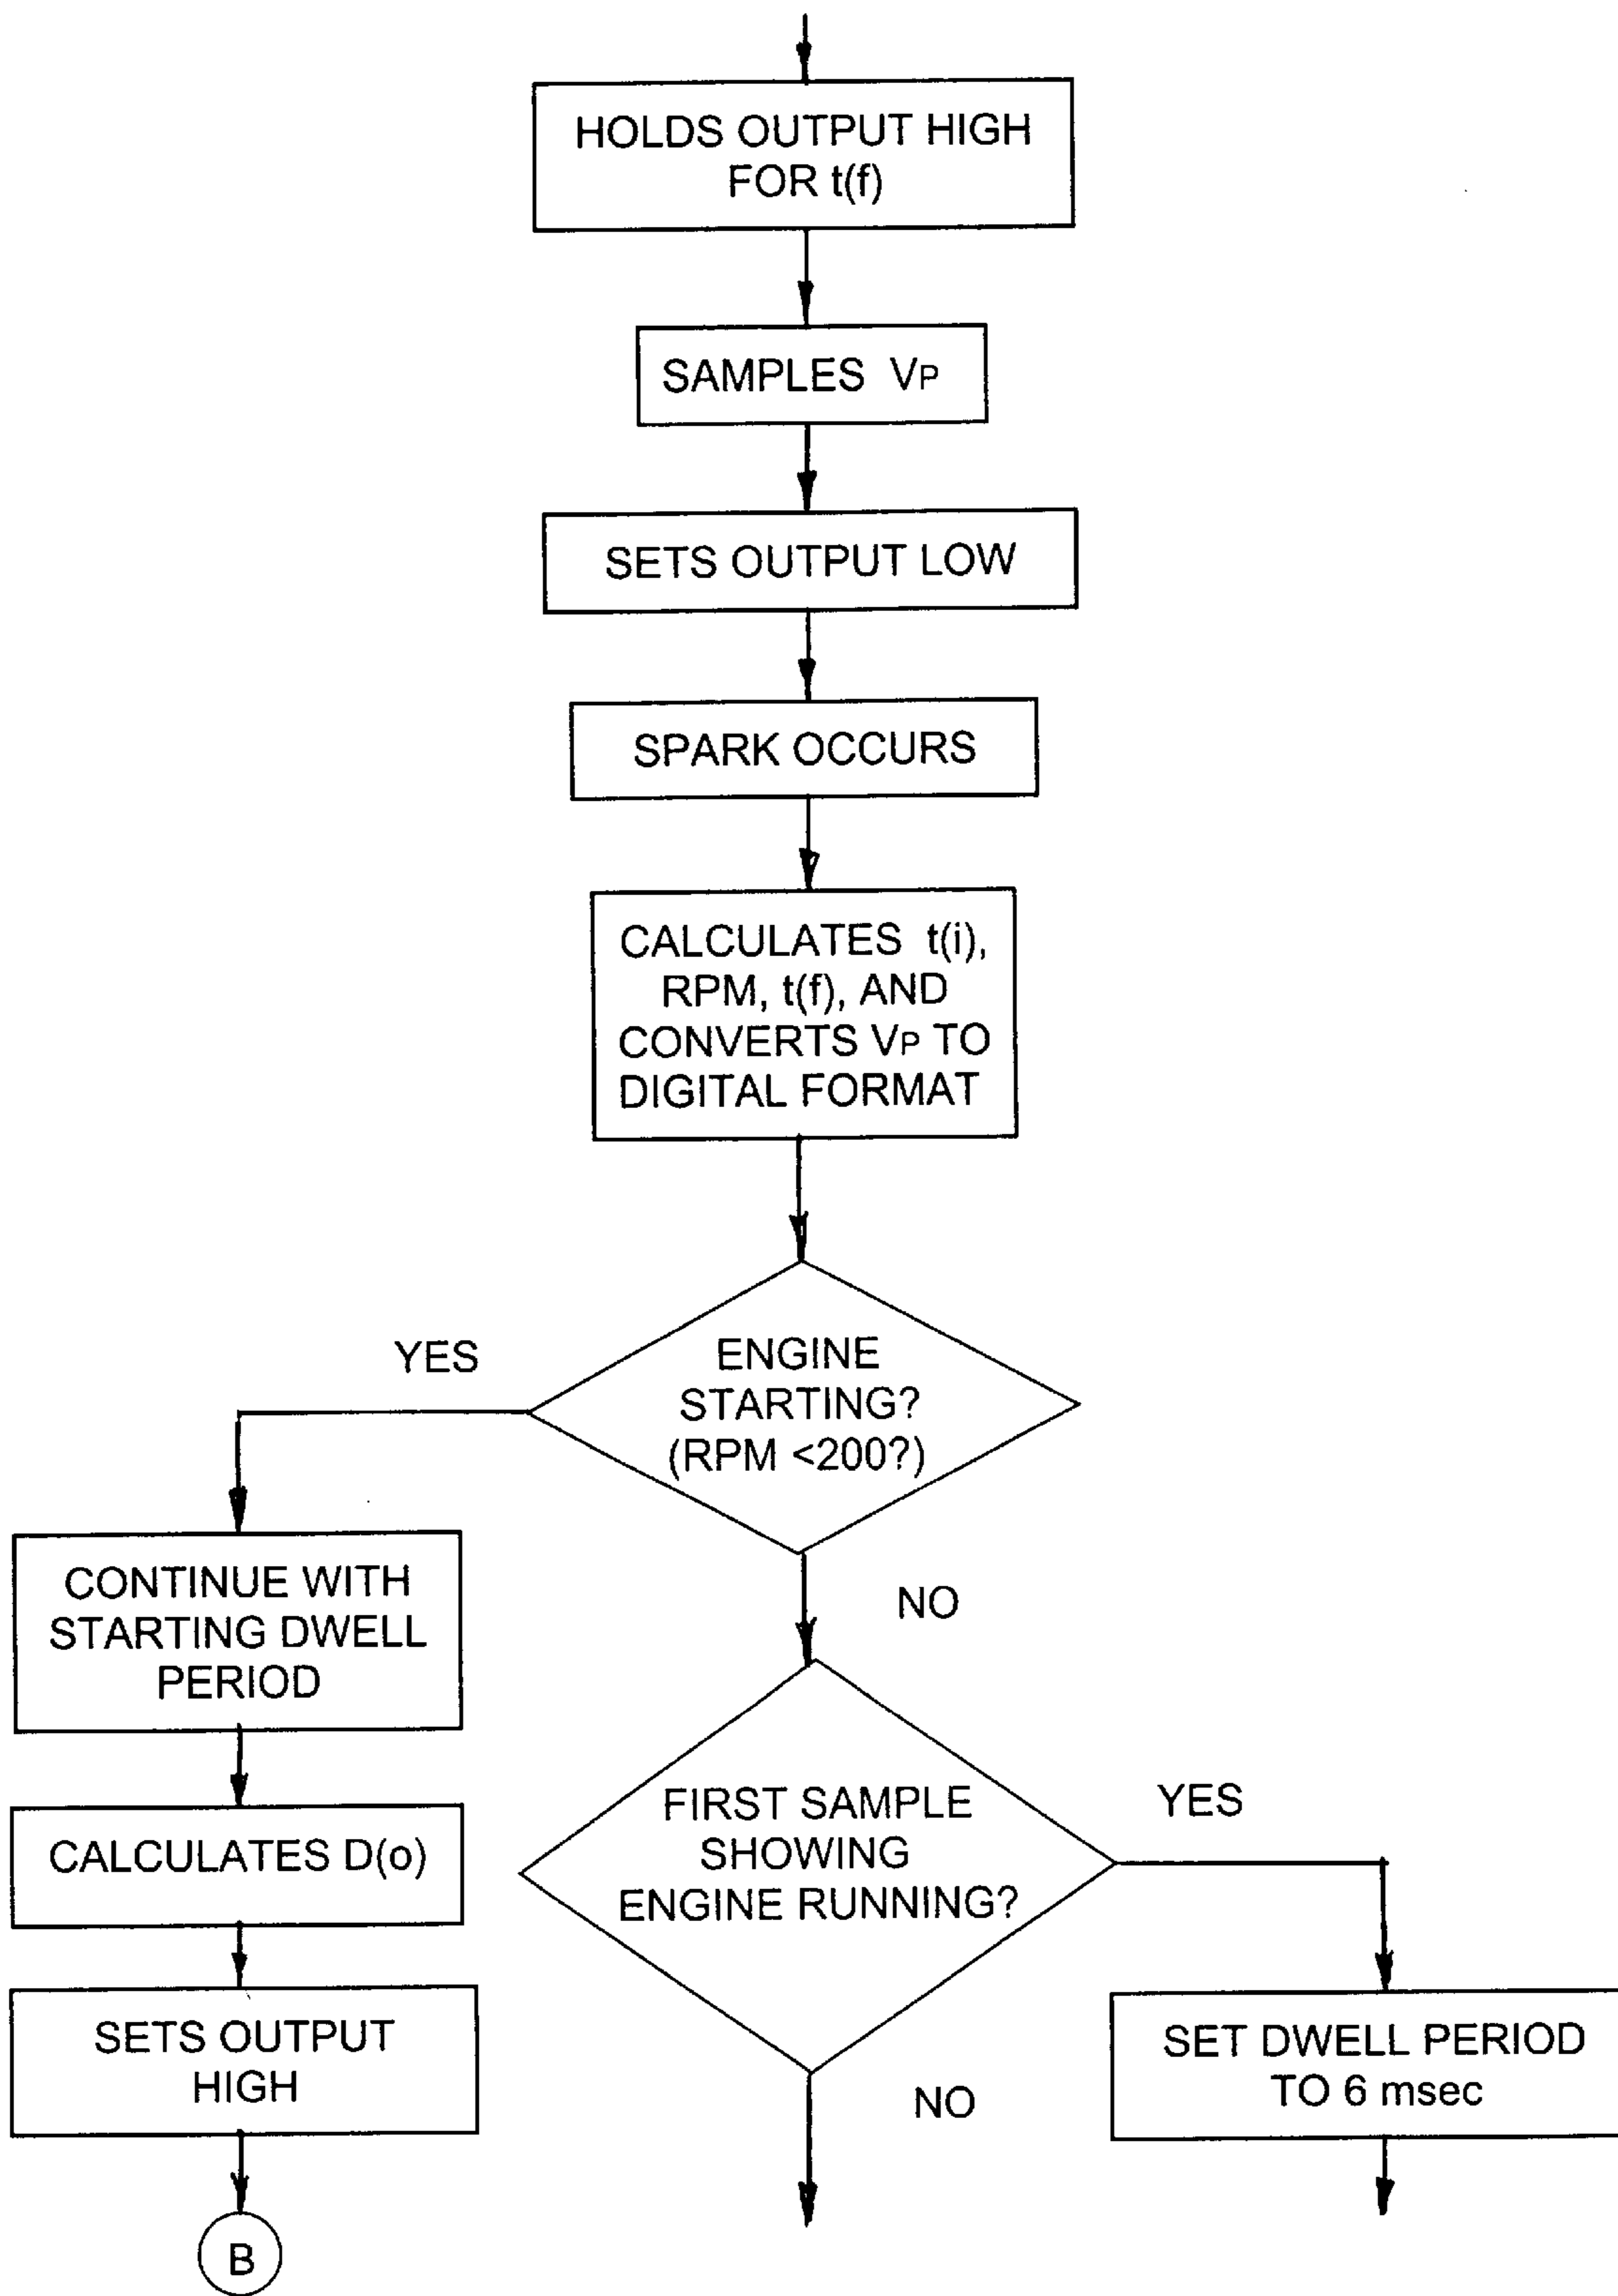 HOLDS OUTPUT HIGH
FOR t(f)
SAMPLES VP
SETS OUTPUT LOW
SPARK OCCURS
CALCULATES t(i),
RPM, t(f), AND
CONVERTS VP TO
DIGITAL FORMAT
YES
ENGINE
STARTING?
(RPM <200?)
NO
CONTINUE WITH
STARTING DWELL
PERIOD
CALCULATES D(o)
SETS OUTPUT
HIGH
B
FIRST SAMPLE
SHOWING
ENGINE RUNNING?
YES
NO
SET DWELL PERIOD
TO 6 msec